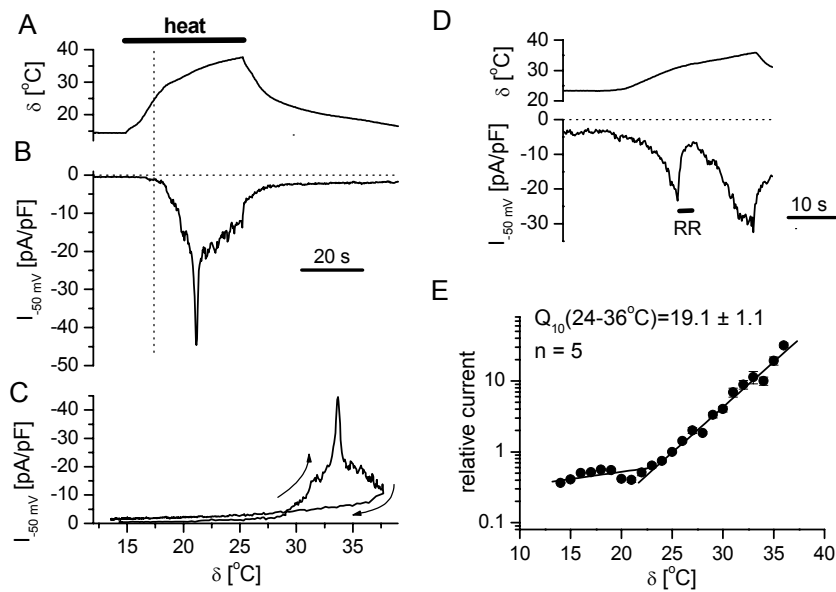 A
heat
δ [°C]
40
30
20
B
I-50 mV [pA/pF]
0
-10
-20
-30
-40
-50
20 s
C
I-50 mV [pA/pF]
-40
-30
-20
-10
0
15 20 25 30 35
δ [°C]
D
δ [°C]
40
30
20
I-50 mV [pA/pF]
0
-10
-20
-30
RR
10 s
E
Q10(24-36°C)=19.1 ± 1.1
n = 5
relative current
10
1
0.1
10 15 20 25 30 35 40
δ [°C]